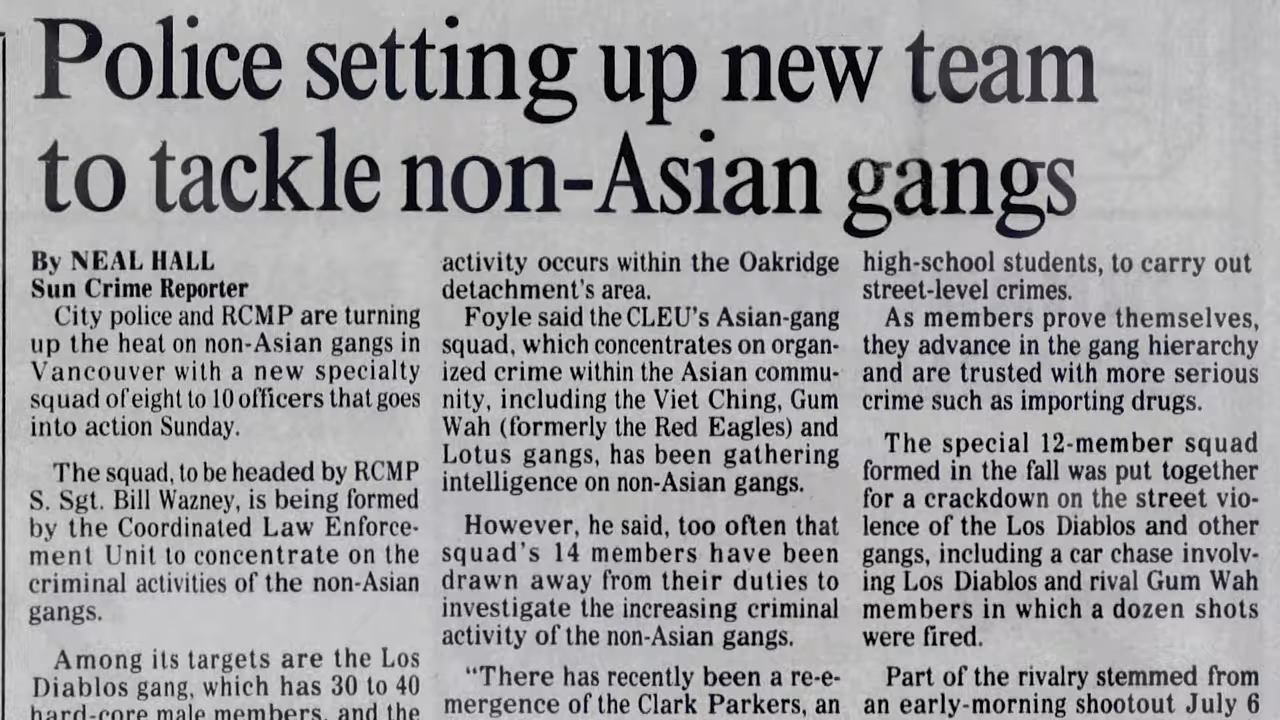 Police setting up new team
to tackle non-Asian gangs
By NEAL HALL
Sun Crime Reporter
City police and RCMP are turning
up the heat on non-Asian gangs in
Vancouver with a new specialty
squad of eight to 10 officers that goes
into action Sunday.
The squad, to be headed by RCMP
S. Sgt. Bill Wazney, is being formed
by the Coordinated Law Enforce-
ment Unit to concentrate on the
criminal activities of the non-Asian
gangs.
Among its targets are the Los
Diablos gang, which has 30 to 40
hard-core male members, and the
activity occurs within the Oakridge
detachment's area.
Foyle said the CLEU's Asian-gang
squad, which concentrates on organ-
ized crime within the Asian commu-
nity, including the Viet Ching, Gum
Wah (formerly the Red Eagles) and
Lotus gangs, has been gathering
intelligence on non-Asian gangs.
However, he said, too often that
squad's 14 members have been
drawn away from their duties to
investigate the increasing criminal
activity of the non-Asian gangs.
"There has recently been a re-e-
mergence of the Clark Parkers, an
high-school students, to carry out
street-level crimes.
As members prove themselves,
they advance in the gang hierarchy
and are trusted with more serious
crime such as importing drugs.
The special 12-member squad
formed in the fall was put together
for a crackdown on the street vio-
lence of the Los Diablos and other
gangs, including a car chase involv-
ing Los Diablos and rival Gum Wah
members in which a dozen shots
were fired.
Part of the rivalry stemmed from
an early-morning shootout July 6